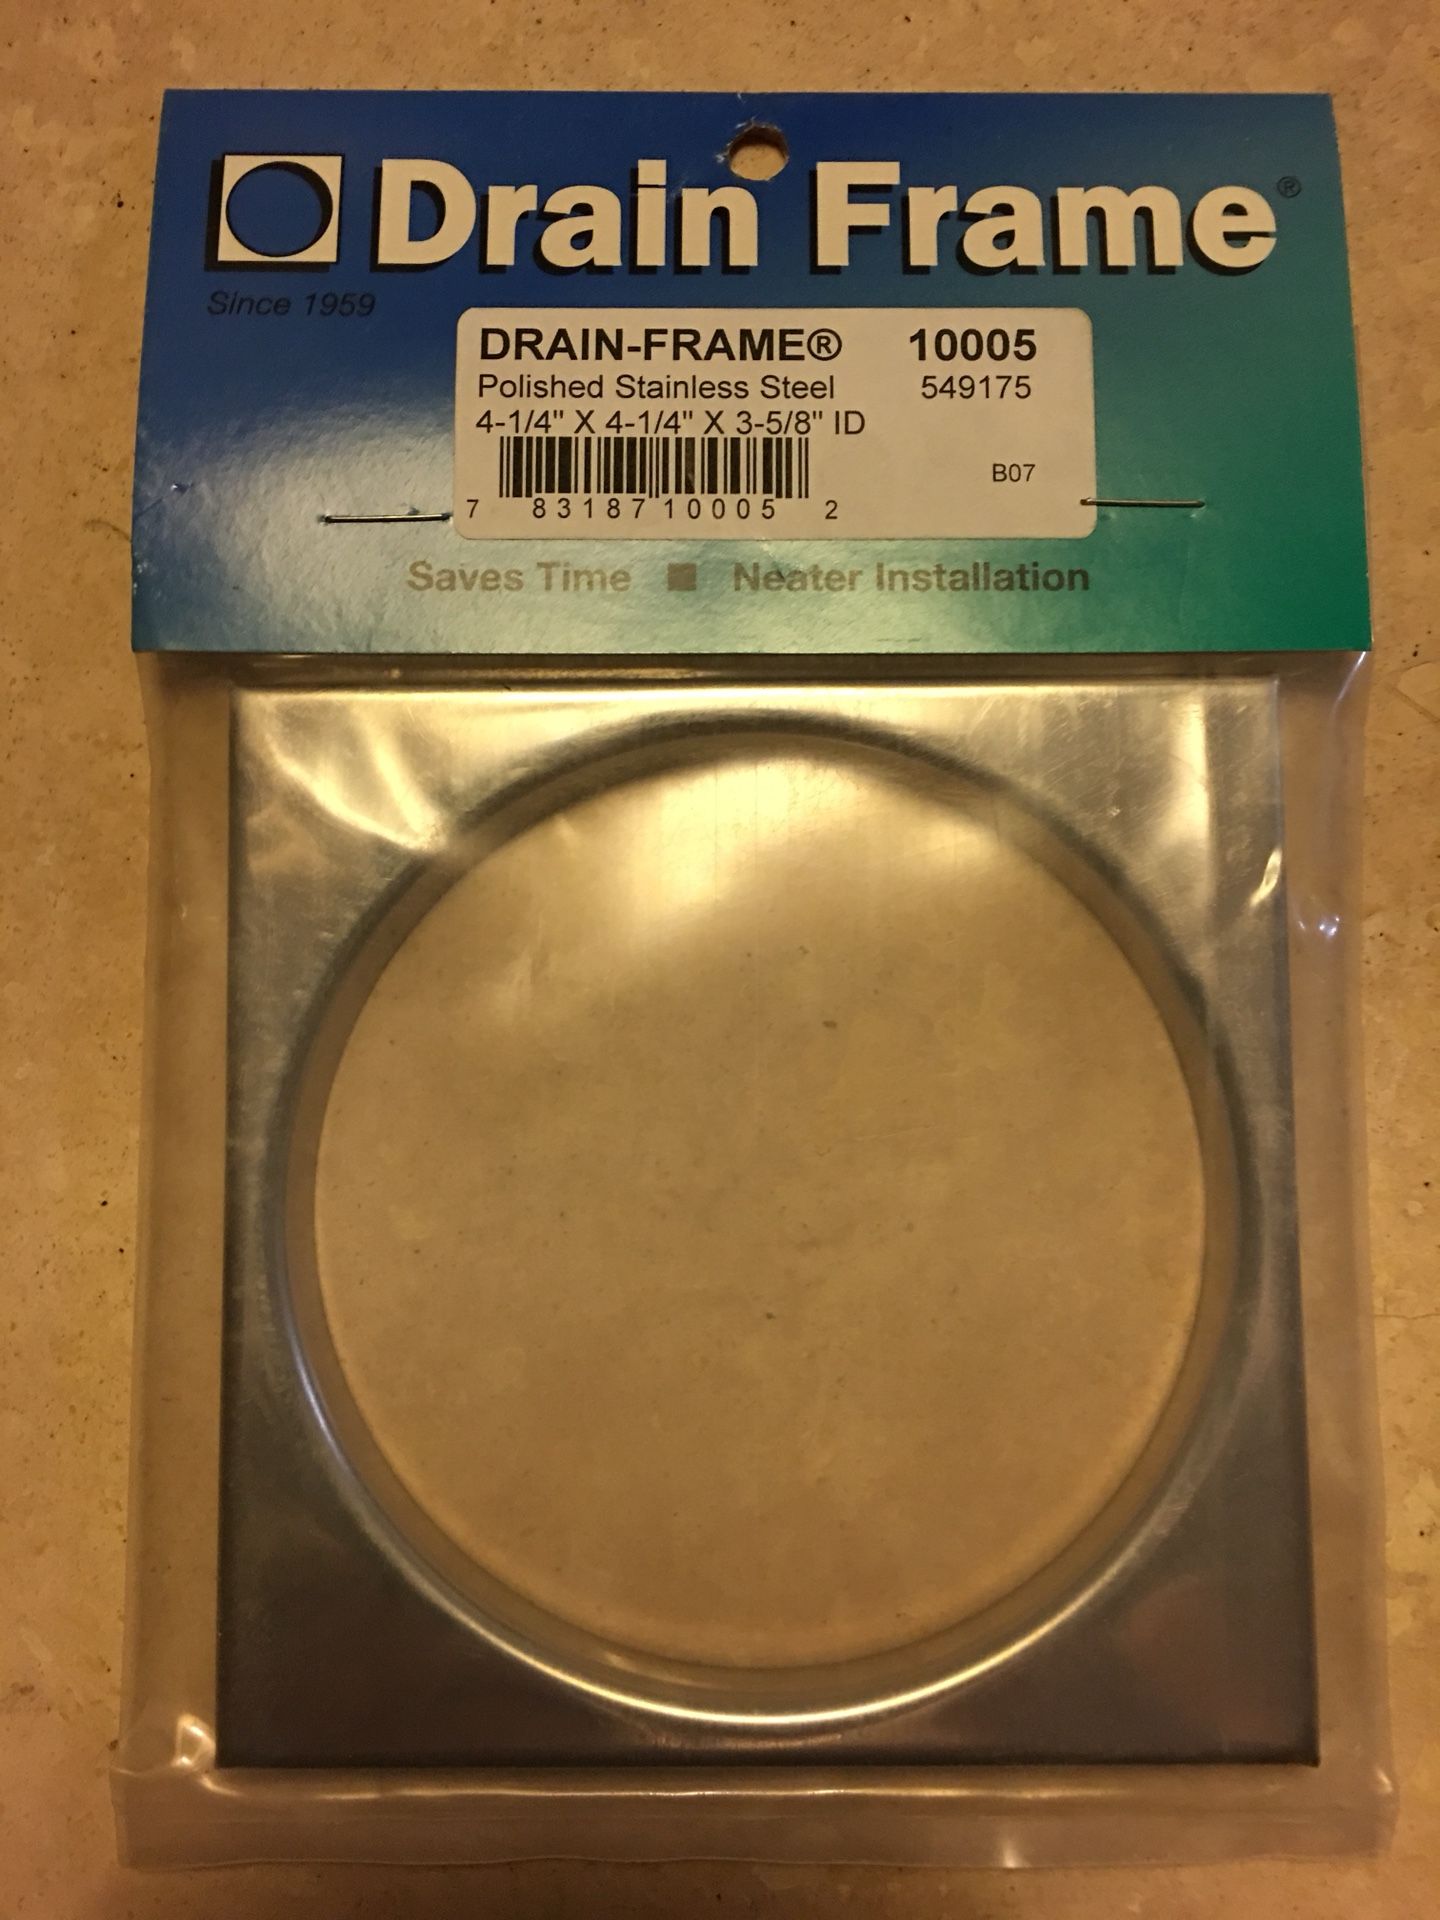 Drain Frame®
Since 1959
DRAIN-FRAME® 10005
Polished Stainless Steel 549175
4-1/4" X 4-1/4" X 3-5/8" ID
B07
7 83187 10005 2
Saves Time ■ Neater Installation